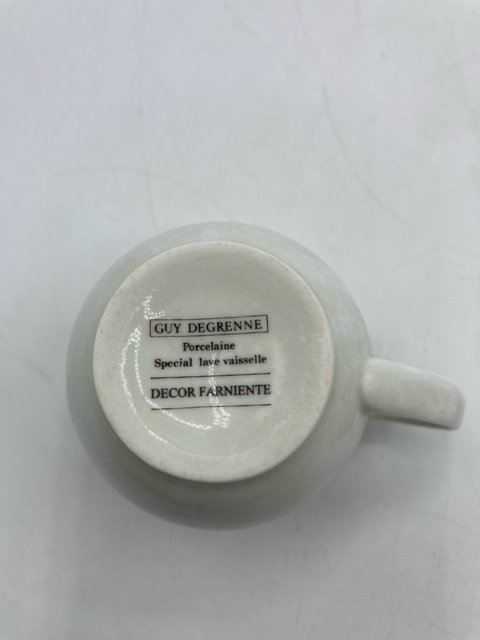 GUY DEGRENNE
Porcelaine
Special lave vaisselle
DECOR FARNIENTE